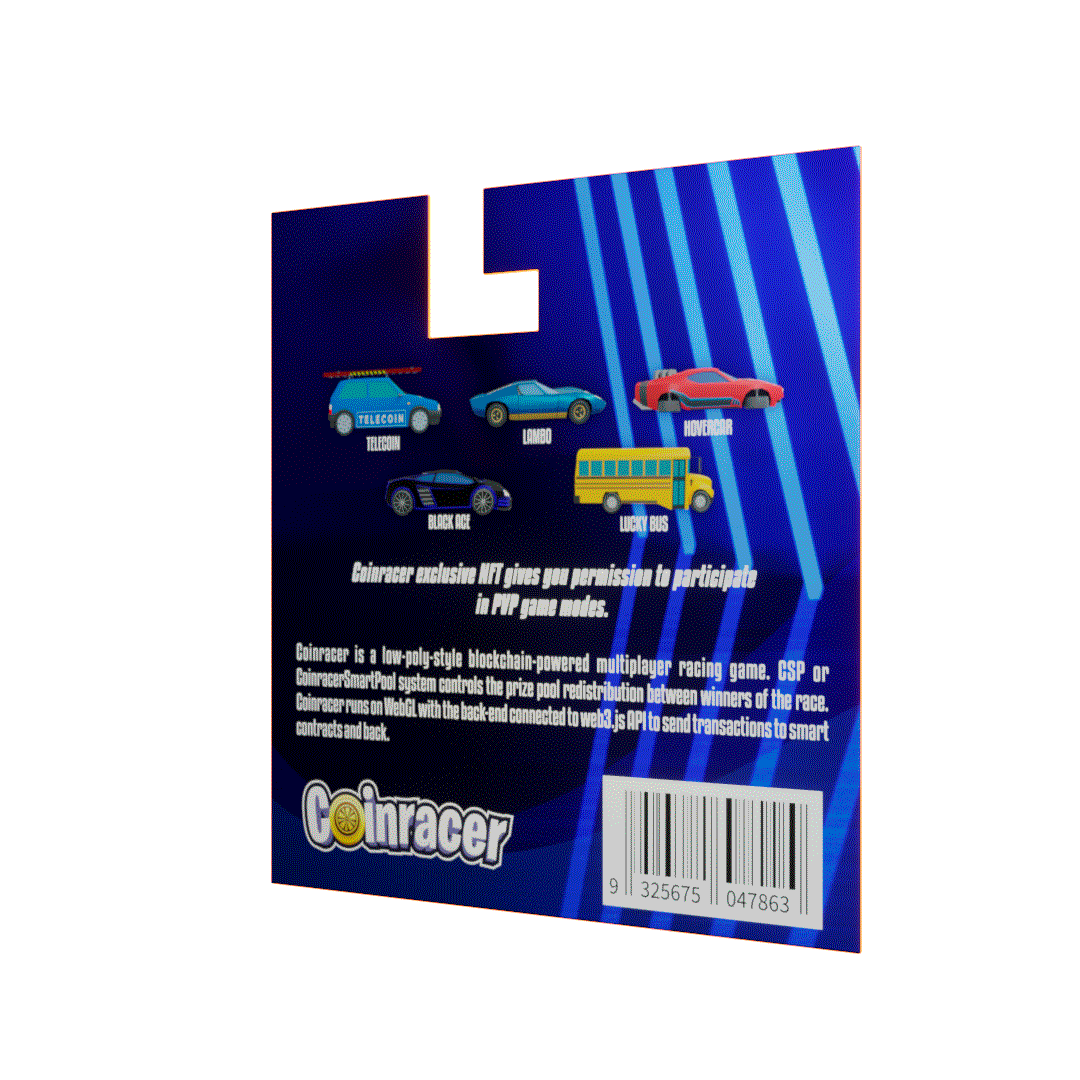 TELECOIN
TELECOIN
LAMBO
HOVERCAR
BLACK ACE
LUCKY BUS
Coinracer exclusive NFT gives you permission to participate
in PVP game modes.
Coinracer is a low-poly-style blockchain-powered multiplayer racing game. CSP or
CoinracerSmartPool system controls the prize pool redistribution between winners of the race.
Coinracer runs on WebGL with the back-end connected to web3.js API to send transactions to smart
contracts and back.
Coinracer
9 325675 047863